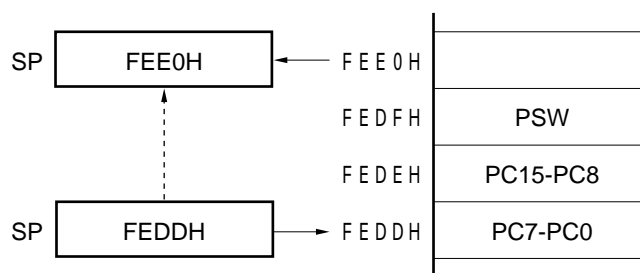 SP FEE0H FEE0H
FEDFH PSW
FEDEH PC15-PC8
SP FEDDH FEDDH PC7-PC0